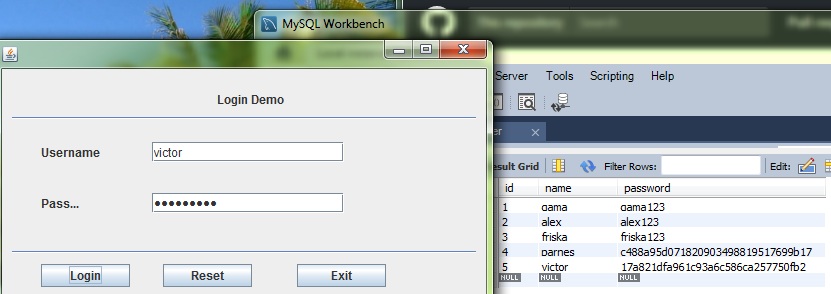 MySQL Workbench
Server Tools Scripting Help
Login Demo
Username victor
Pass...
Login Reset Exit
er
esult Grid Filter Rows: Edit:
id name password
1 gama gama123
2 alex alex123
3 friska friska123
4 parnes c488a95d071820903498819517699b17
5 victor 17a821dfa961c93a6c586ca257750fb2
NULL NULL NULL